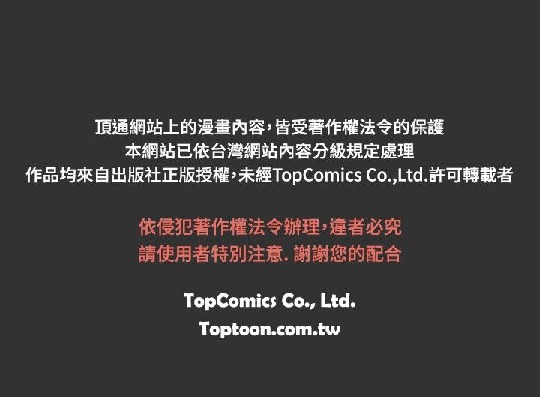 頂通網站上的漫畫內容,皆受著作權法令的保護
本網站已依台灣網站內容分級規定處理
作品均來自出版社正版授權,未經TopComics Co.,Ltd.許可轉載者
依侵犯著作權法令辦理,違者必究
請使用者特別注意. 謝謝您的配合
TopComics Co., Ltd.
Toptoon.com.tw